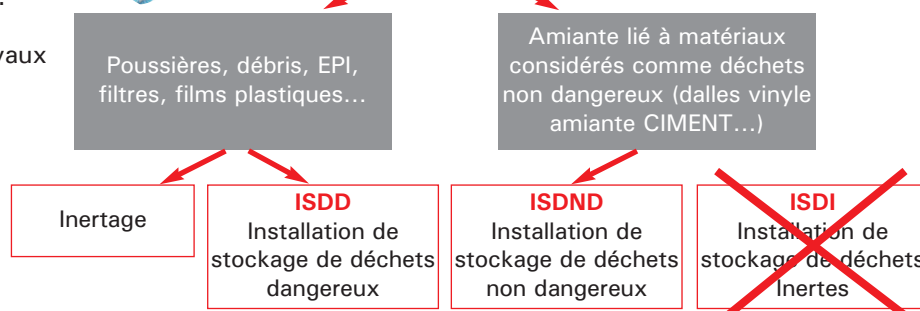 vaux
Poussières, débris, EPI,
filtres, films plastiques…
Amiante lié à matériaux
considérés comme déchets
non dangereux (dalles vinyle
amiante CIMENT…)
Inertage
ISDD
Installation de
stockage de déchets
dangereux
ISDND
Installation de
stockage de déchets
non dangereux
ISDI
Installation de
stockage de déchets
Inertes